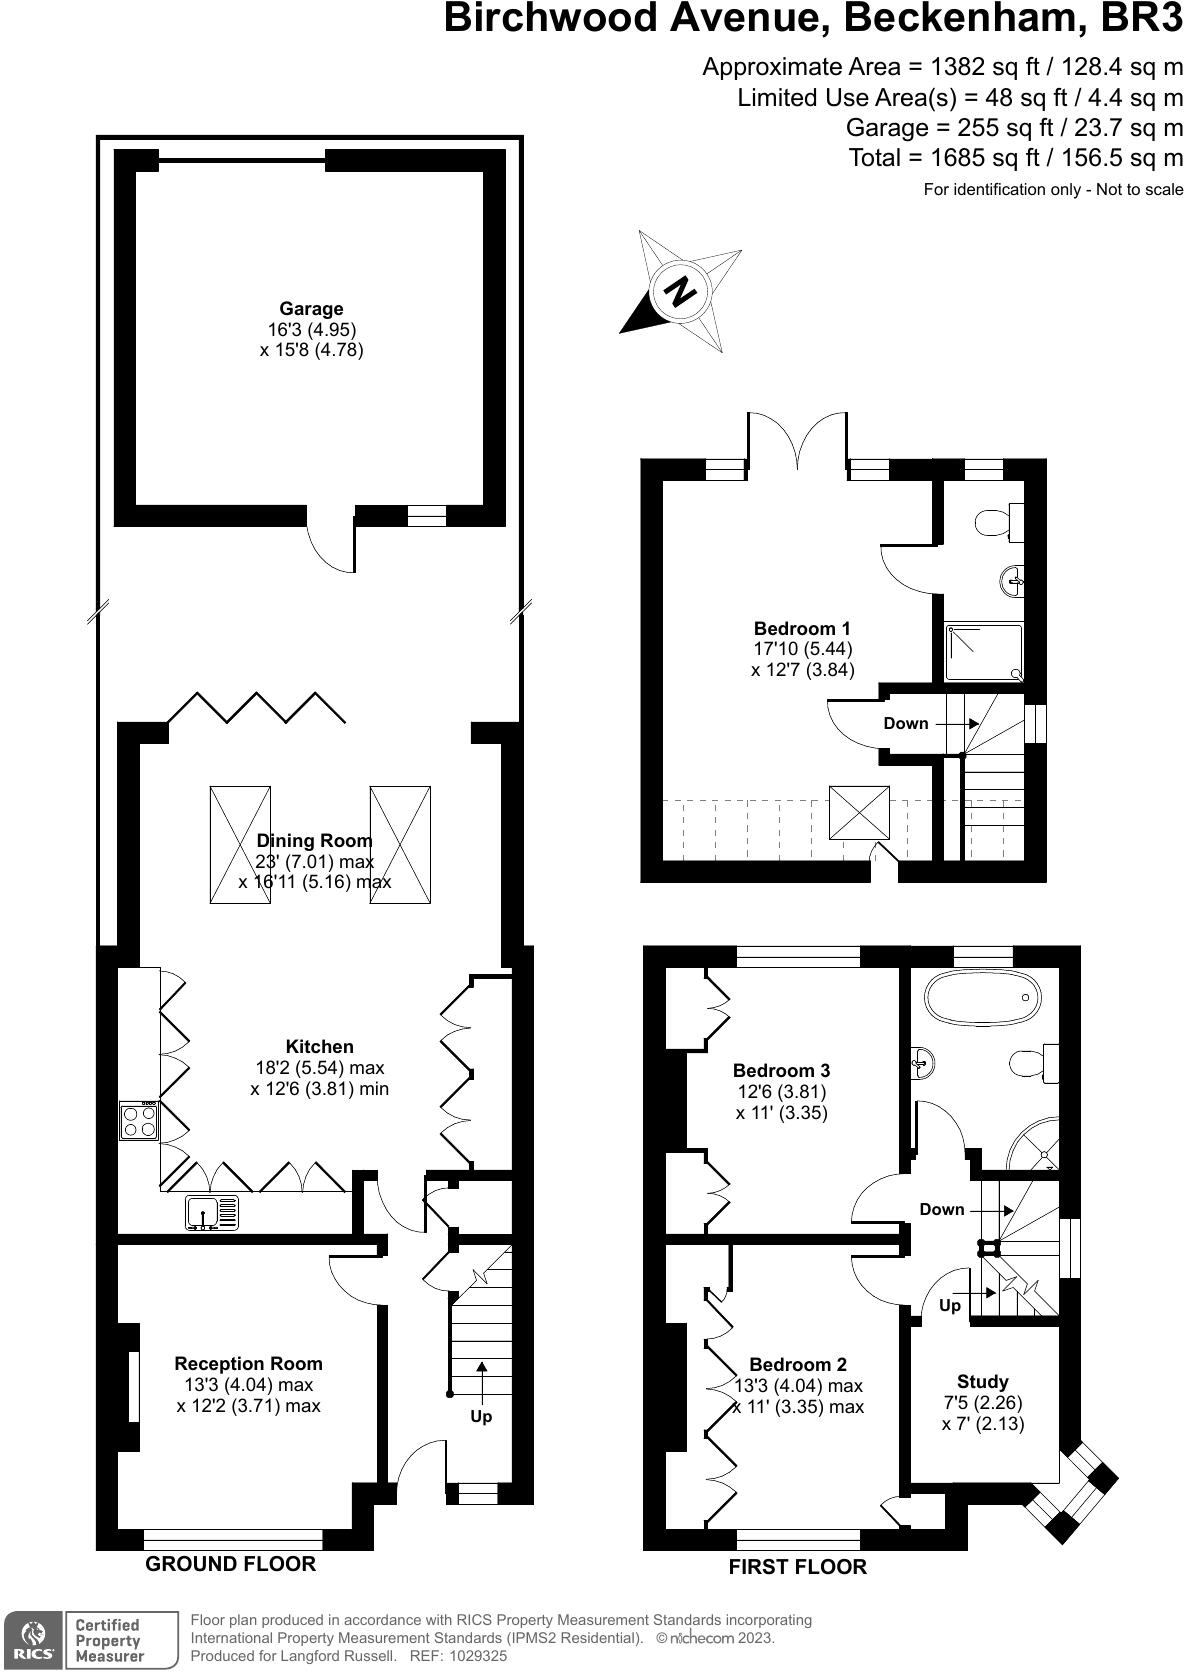 Birchwood Avenue, Beckenham, BR3
Approximate Area = 1382 sq ft / 128.4 sq m
Limited Use Area(s) = 48 sq ft / 4.4 sq m
Garage = 255 sq ft / 23.7 sq m
Total = 1685 sq ft / 156.5 sq m
For identification only - Not to scale
N
Garage
16'3 (4.95)
x 15'8 (4.78)
Bedroom 1
17'10 (5.44)
x 12'7 (3.84)
Down
Dining Room
23' (7.01) max
x 16'11 (5.16) max
Kitchen
18'2 (5.54) max
x 12'6 (3.81) min
Bedroom 3
12'6 (3.81)
x 11' (3.35)
Down
Up
Reception Room
13'3 (4.04) max
x 12'2 (3.71) max
Up
Bedroom 2
13'3 (4.04) max
x 11' (3.35) max
Study
7'5 (2.26)
x 7' (2.13)
GROUND FLOOR
FIRST FLOOR
RICS
Certified
Property
Measurer
Floor plan produced in accordance with RICS Property Measurement Standards incorporating
International Property Measurement Standards (IPMS2 Residential). © nichecom 2023.
Produced for Langford Russell. REF: 1029325